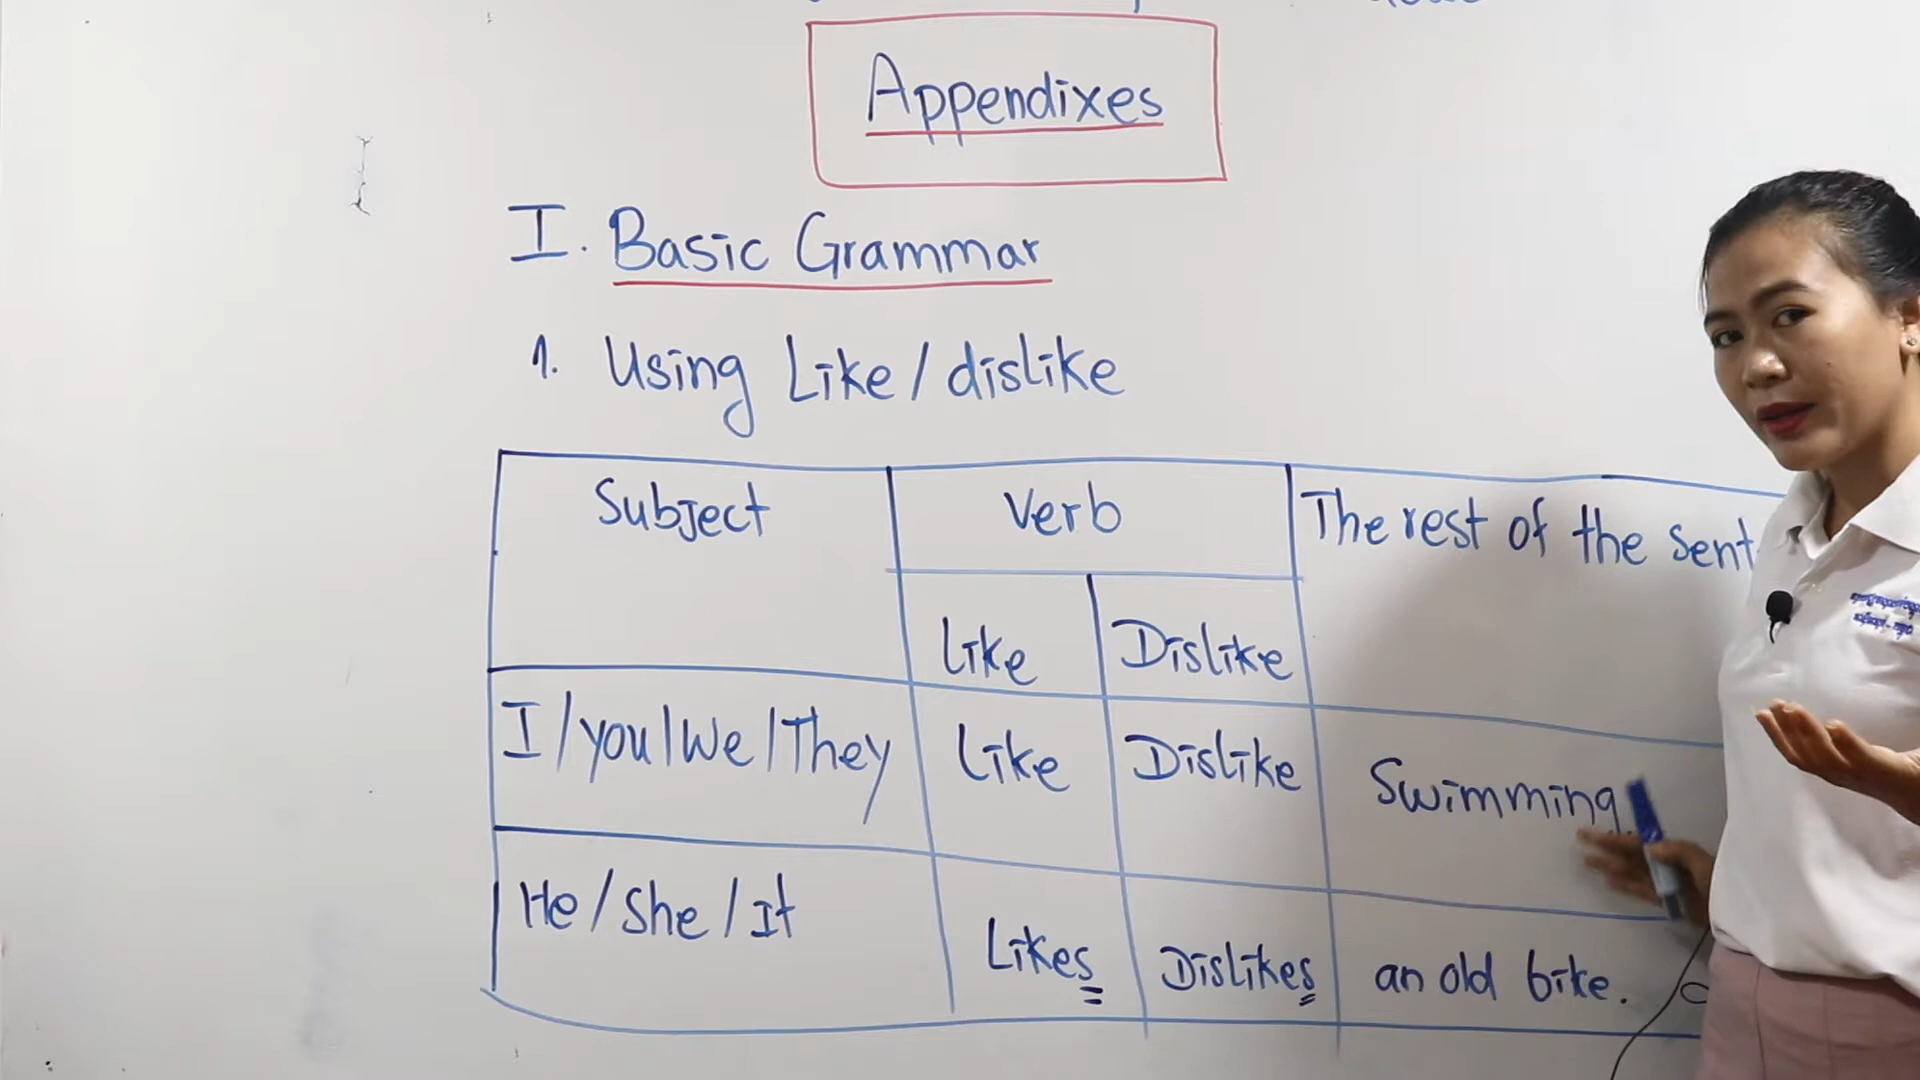 Appendixes
I. Basic Grammar
1. Using Like / dislike
Subject Verb The rest of the Sent
Like Dislike
I / you / We / They Like Dislike Swimming.
He / She / It Likes Dislikes an old bike.